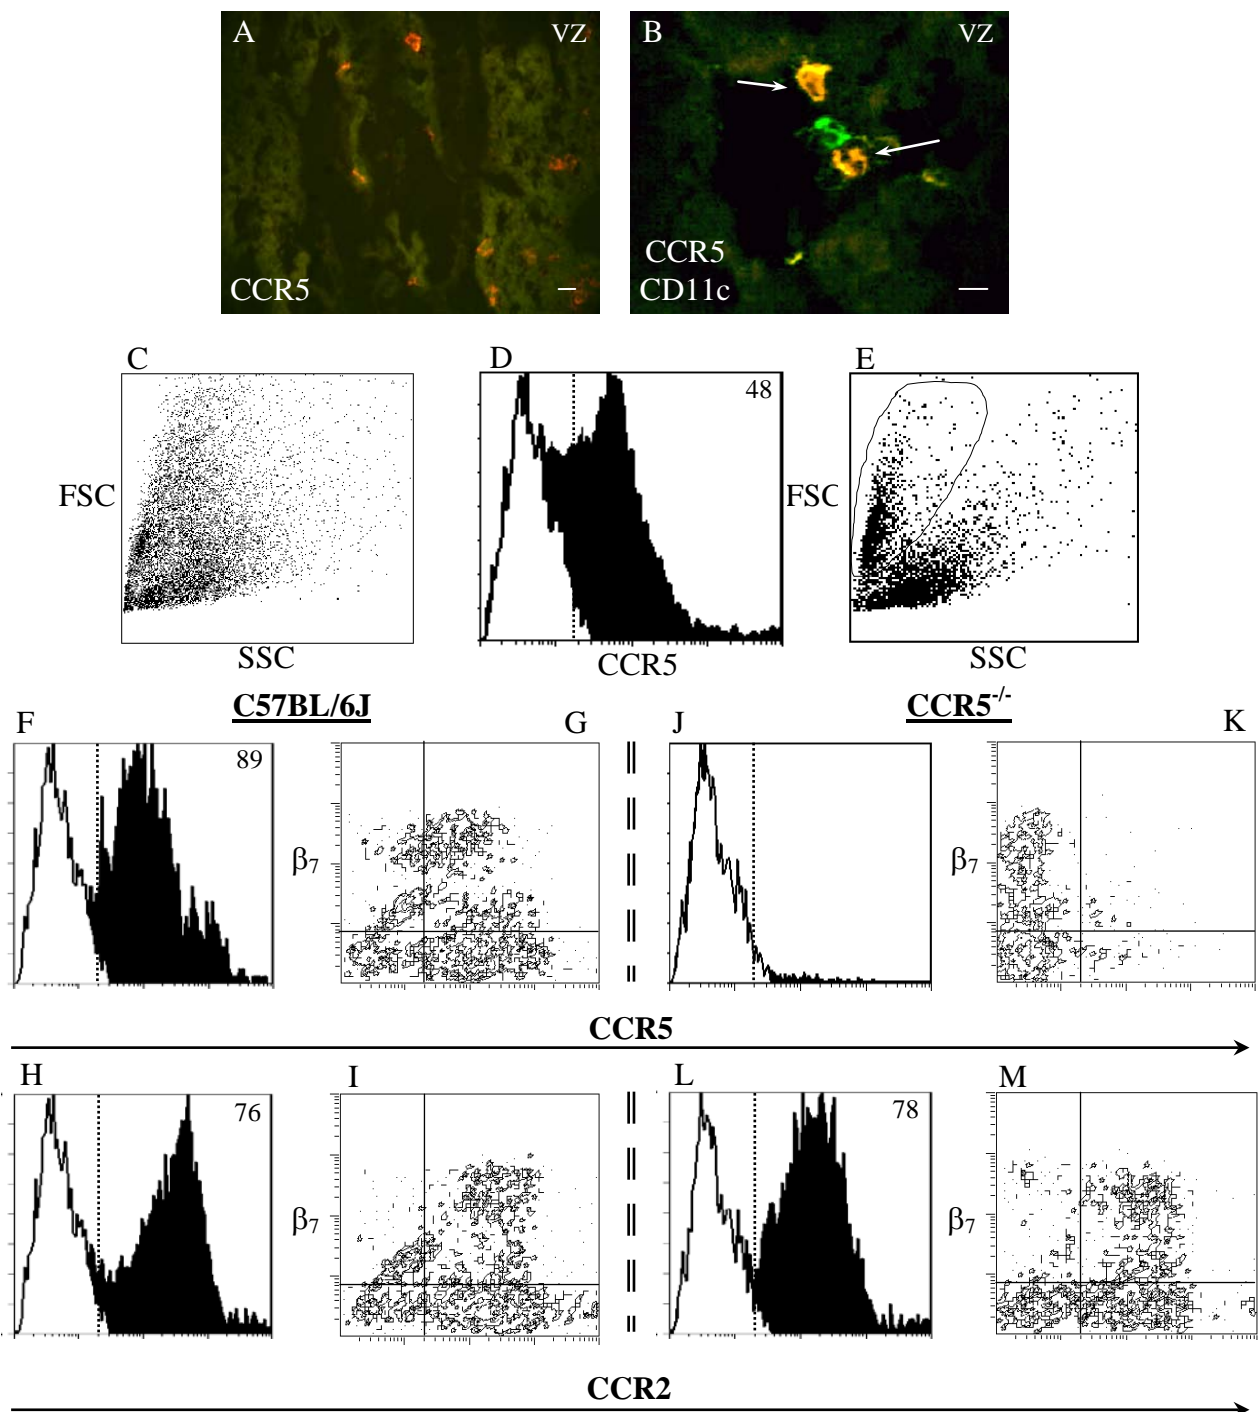 A
VZ
CCR5
B
VZ
CCR5
CD11c
C
FSC
SSC
D
48
CCR5
E
FSC
SSC
C57BL/6J
CCR5-/-
F
89
G
β7
J
K
β7
CCR5
H
76
I
β7
L
78
M
β7
CCR2